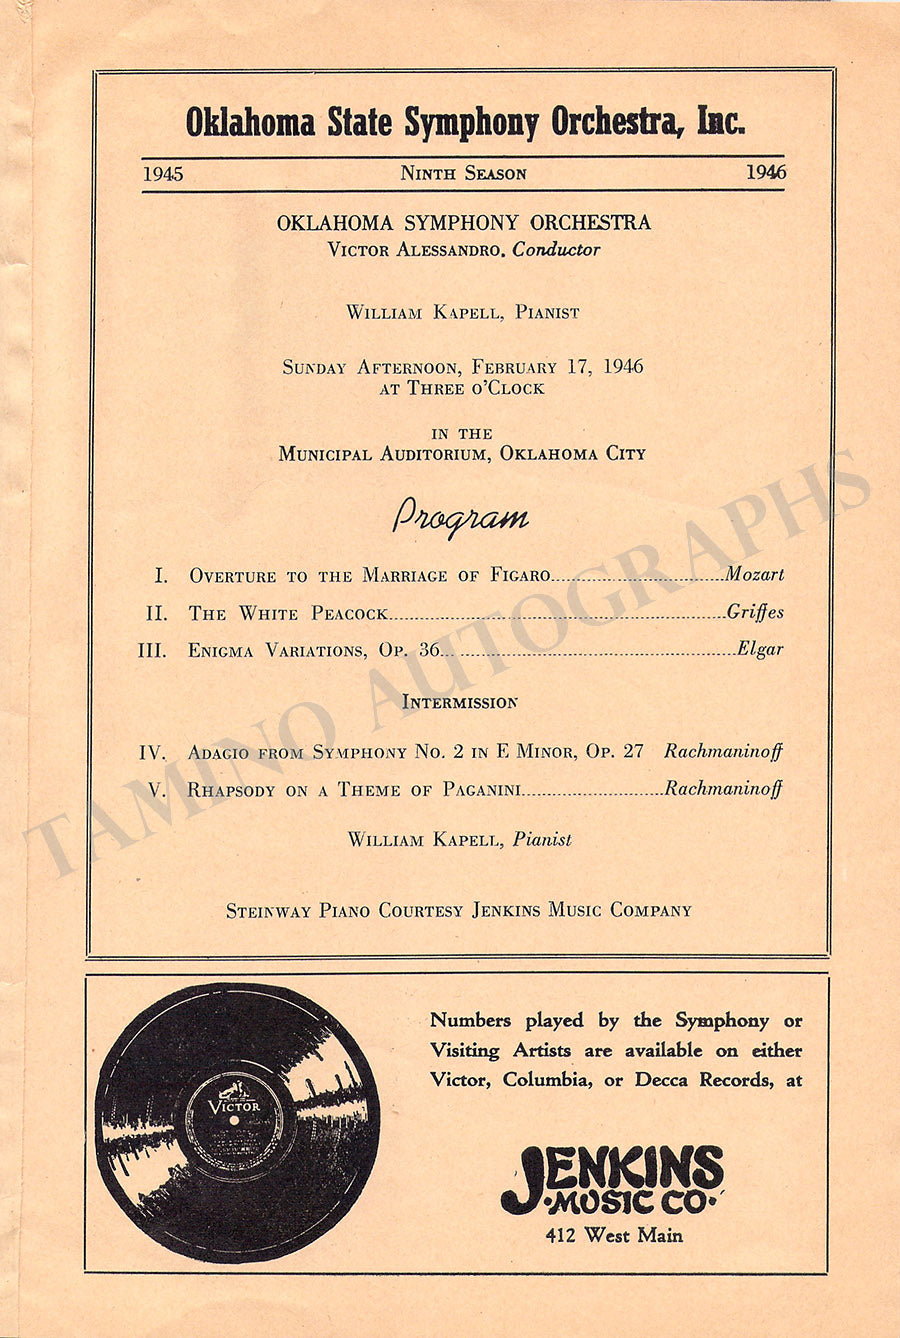 Oklahoma State Symphony Orchestra, Inc.
1945 NINTH SEASON 1946
OKLAHOMA SYMPHONY ORCHESTRA
VICTOR ALESSANDRO. Conductor
WILLIAM KAPELL, PIANIST
SUNDAY AFTERNOON, FEBRUARY 17, 1946
AT THREE O'CLOCK
IN THE
MUNICIPAL AUDITORIUM, OKLAHOMA CITY
Program
I. OVERTURE TO THE MARRIAGE OF FIGARO Mozart
II. THE WHITE PEACOCK Griffes
III. ENIGMA VARIATIONS, OP. 36 Elgar
INTERMISSION
IV. ADAGIO FROM SYMPHONY NO. 2 IN E MINOR, OP. 27 Rachmaninoff
V. RHAPSODY ON A THEME OF PAGANINI Rachmaninoff
WILLIAM KAPELL, Pianist
STEINWAY PIANO COURTESY JENKINS MUSIC COMPANY
TAMINO AUTOGRAPHS
VICTOR
Numbers played by the Symphony or
Visiting Artists are available on either
Victor, Columbia, or Decca Records, at
JENKINS
·MUSIC CO·
412 West Main